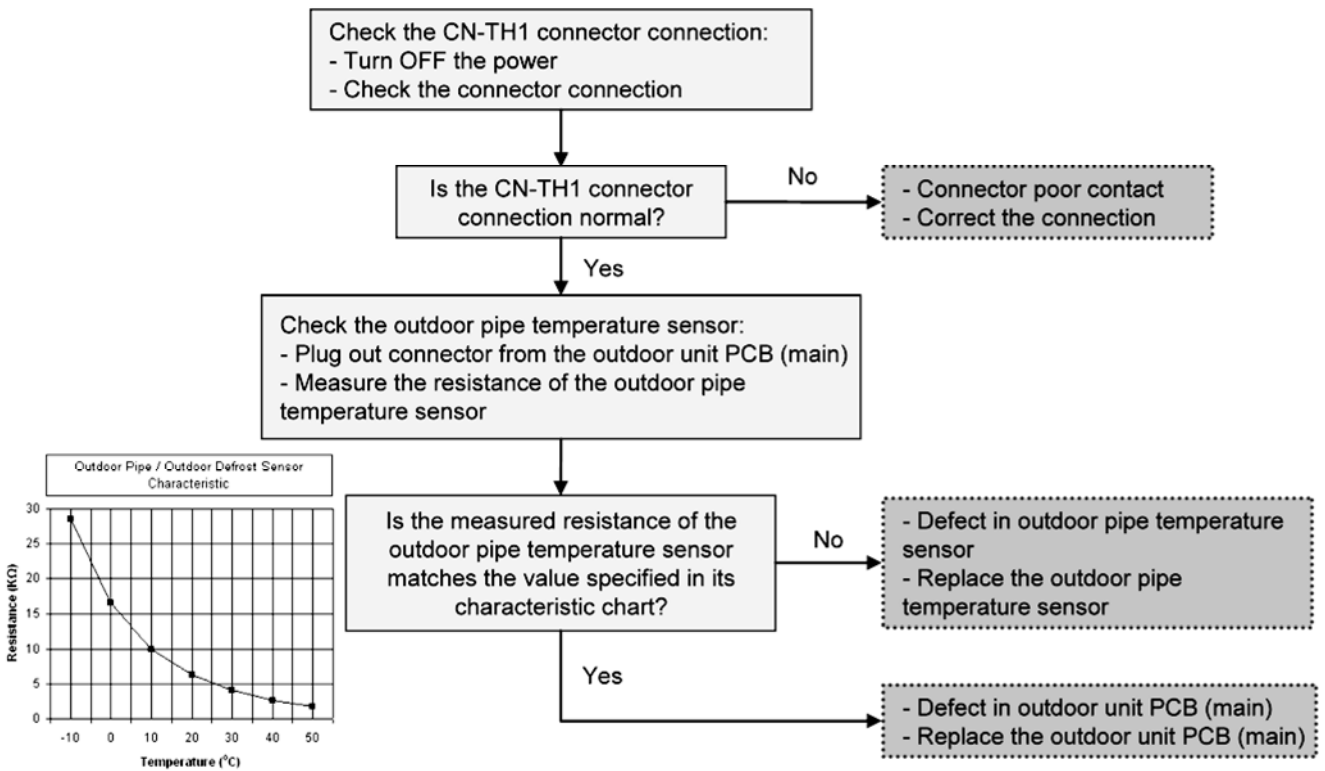 Check the CN-TH1 connector connection:
- Turn OFF the power
- Check the connector connection
Is the CN-TH1 connector
connection normal?
No
- Connector poor contact
- Correct the connection
Yes
Check the outdoor pipe temperature sensor:
- Plug out connector from the outdoor unit PCB (main)
- Measure the resistance of the outdoor pipe
temperature sensor
Outdoor Pipe / Outdoor Defrost Sensor
Characteristic
30
25
20
15
10
5
0
Resistance (KΩ)
-10 0 10 20 30 40 50
Temperature (°C)
Is the measured resistance of the
outdoor pipe temperature sensor
matches the value specified in its
characteristic chart?
No
- Defect in outdoor pipe temperature
sensor
- Replace the outdoor pipe
temperature sensor
Yes
- Defect in outdoor unit PCB (main)
- Replace the outdoor unit PCB (main)